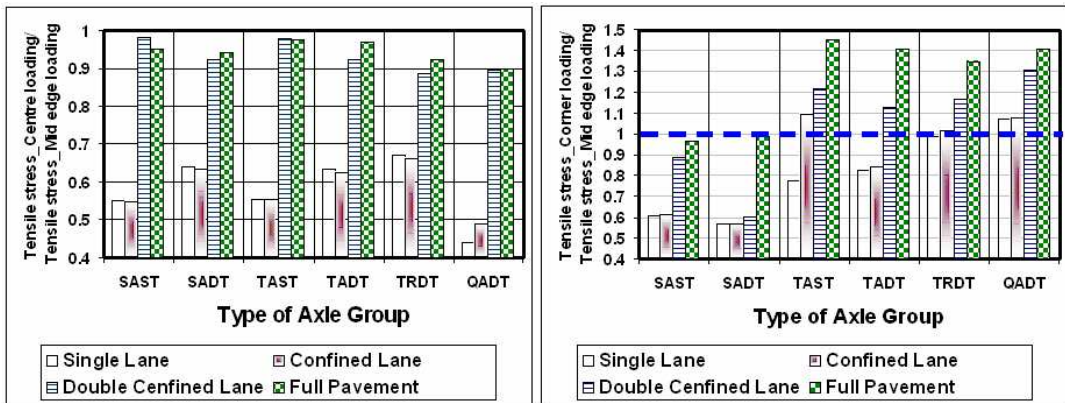 Tensile stress_Centre loading/
Tensile stress_Mid edge loading
1
0.9
0.8
0.7
0.6
0.5
0.4
SAST SADT TAST TADT TRDT QADT
Type of Axle Group
Single Lane Confined Lane
Double Cenfined Lane Full Pavement
Tensile stress_Corner loading/
Tensile stress_Mid edge loading
1.5
1.4
1.3
1.2
1.1
1
0.9
0.8
0.7
0.6
0.5
0.4
SAST SADT TAST TADT TRDT QADT
Type of Axle Group
Single Lane Confined Lane
Double Cenfined Lane Full Pavement